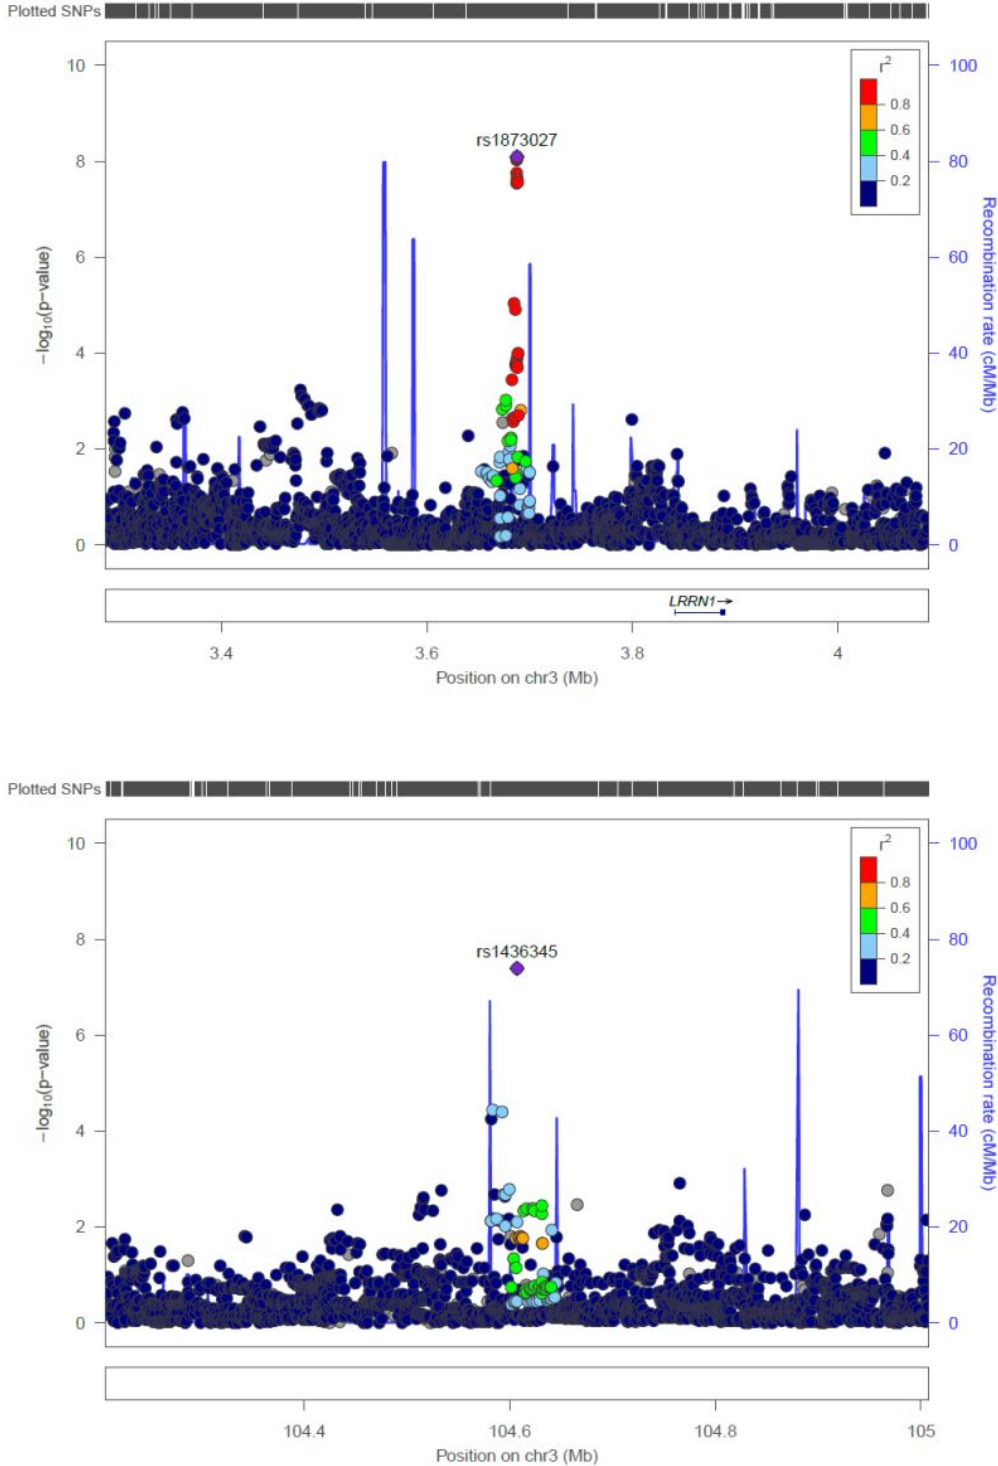 Plotted SNPs
10
8
6
4
2
0
−log10(p−value)
rs1873027
r2
0.8
0.6
0.4
0.2
100
80
60
40
20
0
Recombination rate (cM/Mb)
LRRN1→
3.4 3.6 3.8 4
Position on chr3 (Mb)
Plotted SNPs
10
8
6
4
2
0
−log10(p−value)
rs1436345
r2
0.8
0.6
0.4
0.2
100
80
60
40
20
0
Recombination rate (cM/Mb)
104.4 104.6 104.8 105
Position on chr3 (Mb)